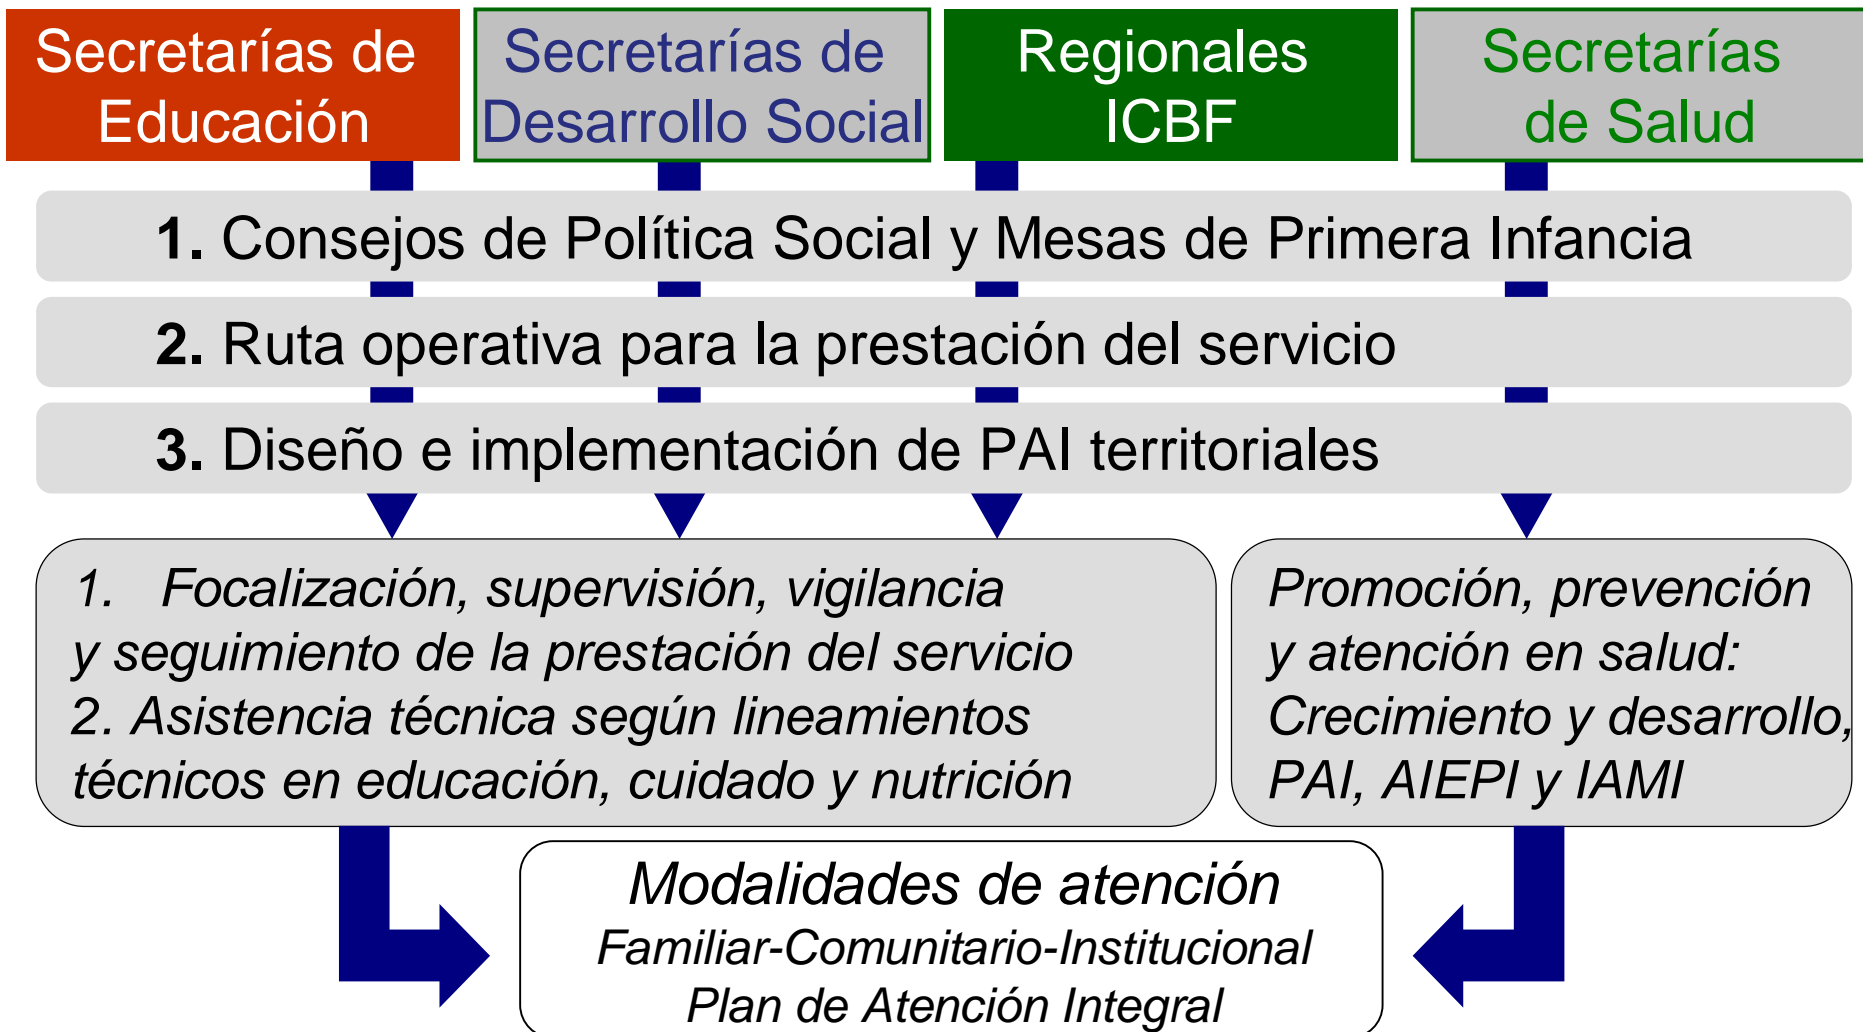 Secretarías de
Educación
Secretarías de
Desarrollo Social
Regionales
ICBF
Secretarías
de Salud
1. Consejos de Política Social y Mesas de Primera Infancia
2. Ruta operativa para la prestación del servicio
3. Diseño e implementación de PAI territoriales
1. Focalización, supervisión, vigilancia
y seguimiento de la prestación del servicio
2. Asistencia técnica según lineamientos
técnicos en educación, cuidado y nutrición
Promoción, prevención
y atención en salud:
Crecimiento y desarrollo,
PAI, AIEPI y IAMI
Modalidades de atención
Familiar-Comunitario-Institucional
Plan de Atención Integral